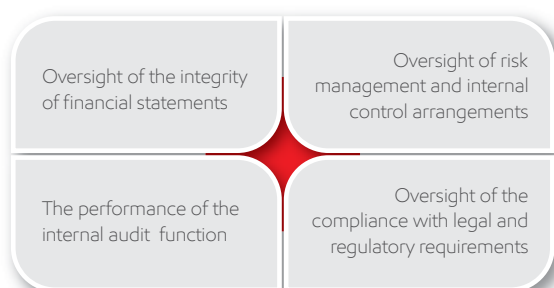 Oversight of the integrity
of financial statements
Oversight of risk
management and internal
control arrangements
The performance of the
internal audit function
Oversight of the
compliance with legal and
regulatory requirements